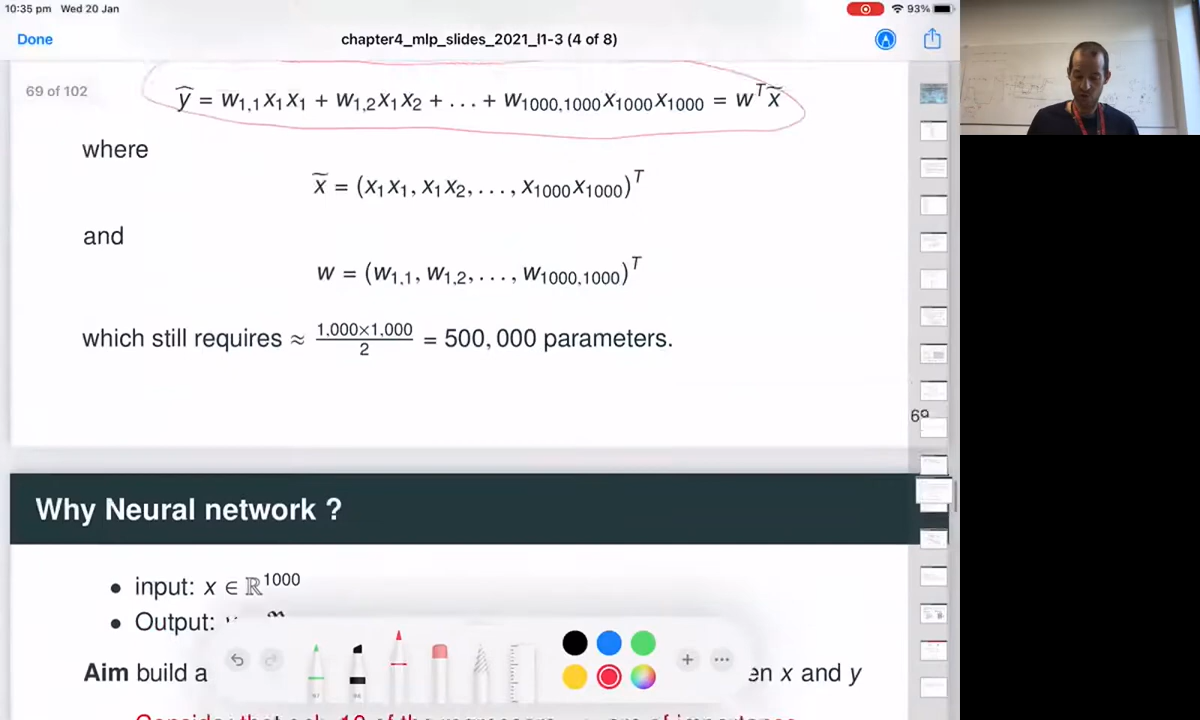 10:35 pm Wed 20 Jan
93%
Done
chapter4_mlp_slides_2021_l1-3 (4 of 8)
69 of 102
ŷ = w₁,₁x₁x₁ + w₁,₂x₁x₂ + … + w₁₀₀₀,₁₀₀₀x₁₀₀₀x₁₀₀₀ = wᵀx̃
where
x̃ = (x₁x₁, x₁x₂, …, x₁₀₀₀x₁₀₀₀)ᵀ
and
w = (w₁,₁, w₁,₂, …, w₁₀₀₀,₁₀₀₀)ᵀ
which still requires ≈ 1,000×1,000/2 = 500,000 parameters.
69
Why Neural network ?
• input: x ∈ ℝ¹⁰⁰⁰
• Output:
Aim build a
en x and y